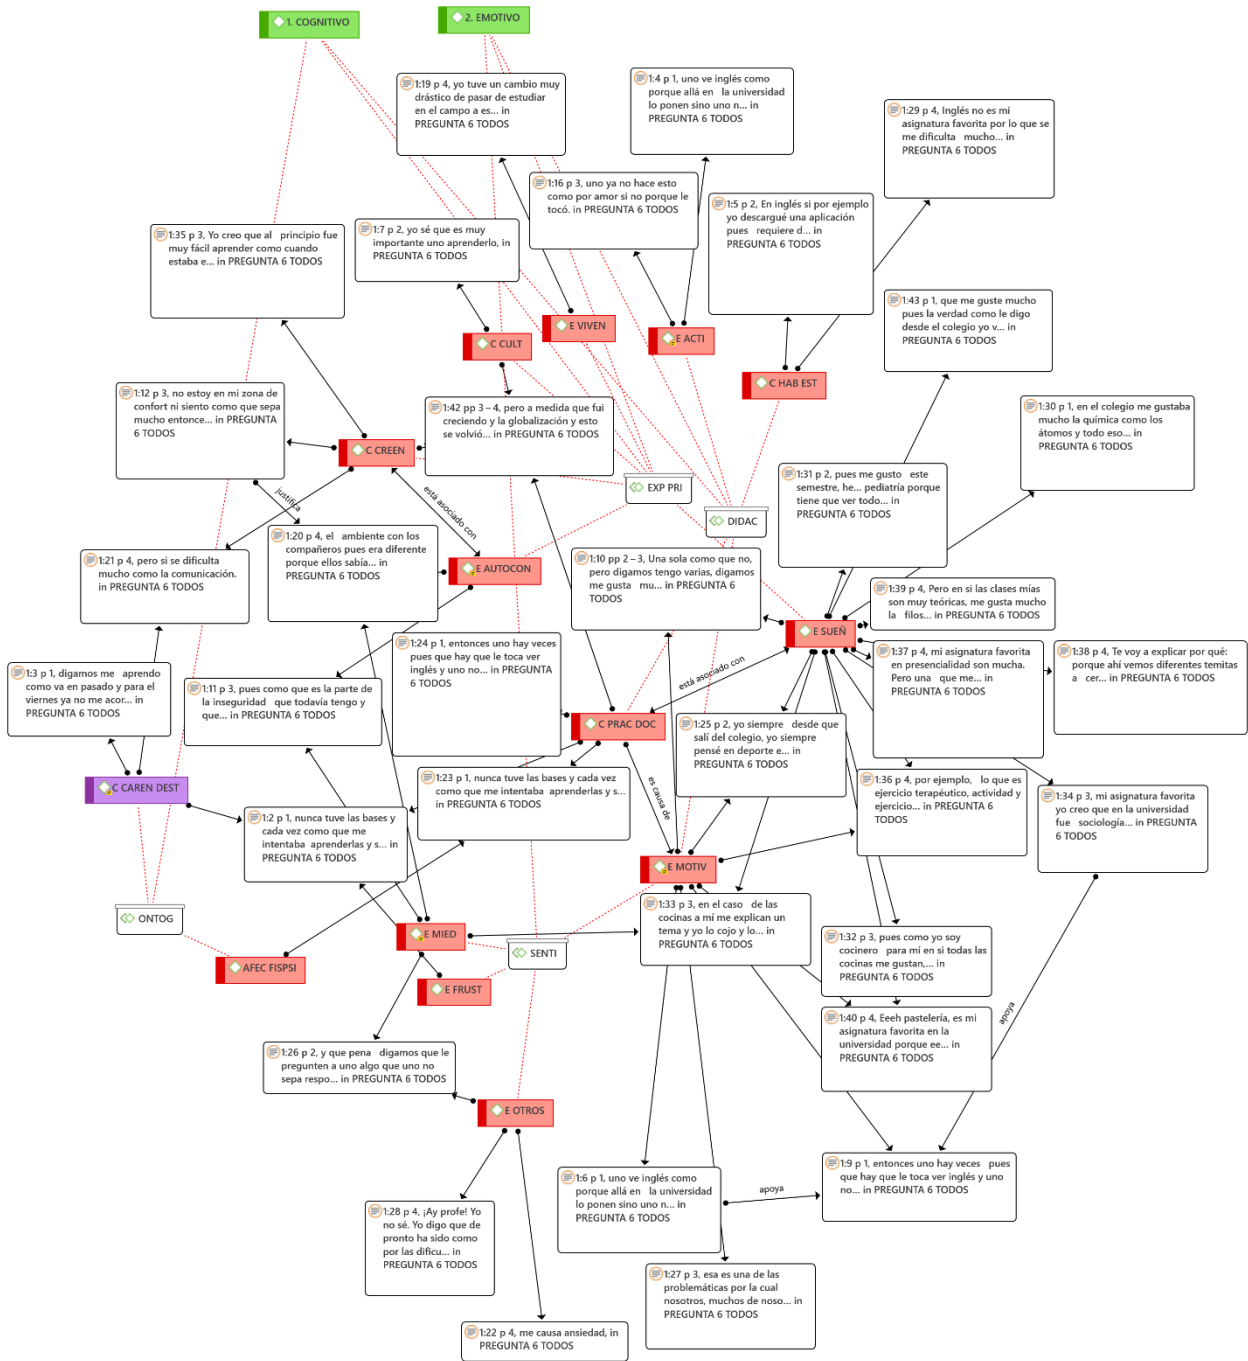 1. COGNITIVO
2. EMOTIVO
1:19 p 4, yo tuve un cambio muy
drástico de pasar de estudiar
en el campo a es... in
PREGUNTA 6 TODOS
1:4 p 1, uno ve inglés como
porque allá en la universidad
lo ponen sino uno n... in
PREGUNTA 6 TODOS
1:29 p 4, Inglés no es mi
asignatura favorita por lo que se
me dificulta mucho... in
PREGUNTA 6 TODOS
1:16 p 3, uno ya no hace esto
como por amor si no porque le
tocó. in PREGUNTA 6 TODOS
1:5 p 2, En inglés si por ejemplo
yo descargué una aplicación
pues requiere d... in
PREGUNTA 6 TODOS
1:35 p 3, Yo creo que al principio fue
muy fácil aprender como cuando
estaba e... in PREGUNTA 6 TODOS
1:7 p 2, yo sé que es muy
importante uno aprenderlo, in
PREGUNTA 6 TODOS
1:43 p 1, que me guste mucho
pues la verdad como le digo
desde el colegio yo v... in
PREGUNTA 6 TODOS
E VIVEN
C CULT
E ACTI
C HAB EST
1:12 p 3, no estoy en mi zona de
confort ni siento como que sepa
mucho entonce... in PREGUNTA
6 TODOS
1:42 pp 3 – 4, pero a medida que fui
creciendo y la globalización y esto
se volvió... in PREGUNTA 6 TODOS
1:30 p 1, en el colegio me gustaba
mucho la química como los
átomos y todo eso... in
PREGUNTA 6 TODOS
C CREEN
1:31 p 2, pues me gusto este
semestre, he... pediatría porque
tiene que ver todo... in
PREGUNTA 6 TODOS
EXP PRI
justifica
está asociado con
DIDAC
1:20 p 4, el ambiente con los
compañeros pues era diferente
porque ellos sabía... in
PREGUNTA 6 TODOS
1:21 p 4, pero si se dificulta
mucho como la comunicación.
in PREGUNTA 6 TODOS
1:10 pp 2 – 3, Una sola como que no,
pero digamos tengo varias, digamos
me gusta mu... in PREGUNTA 6
TODOS
E AUTOCON
1:39 p 4, Pero en si las clases mías
son muy teóricas, me gusta mucho
la filos... in PREGUNTA 6 TODOS
E SUEÑ
1:24 p 1, entonces uno hay veces
pues que hay que le toca ver
inglés y uno no... in PREGUNTA
6 TODOS
1:37 p 4, mi asignatura favorita
en presencialidad son mucha.
Pero una que me... in
PREGUNTA 6 TODOS
1:38 p 4, Te voy a explicar por qué:
porque ahí vemos diferentes temitas
a cer... in PREGUNTA 6 TODOS
está asociado con
1:3 p 1, digamos me aprendo
como va en pasado y para el
viernes ya no me acor... in
PREGUNTA 6 TODOS
1:11 p 3, pues como que es la parte de
la inseguridad que todavía tengo y
que... in PREGUNTA 6 TODOS
C PRAC DOC
1:25 p 2, yo siempre desde que
salí del colegio, yo siempre
pensé en deporte e... in
PREGUNTA 6 TODOS
1:23 p 1, nunca tuve las bases y cada vez
como que me intentaba aprenderlas y s...
in PREGUNTA 6 TODOS
es causa de
1:36 p 4, por ejemplo, lo que es
ejercicio terapéutico, actividad y
ejercicio... in PREGUNTA 6
TODOS
C CAREN DEST
1:34 p 3, mi asignatura favorita
yo creo que en la universidad
fue sociología... in PREGUNTA
6 TODOS
1:2 p 1, nunca tuve las bases y
cada vez como que me
intentaba aprenderlas y s... in
PREGUNTA 6 TODOS
E MOTIV
ONTOG
1:33 p 3, en el caso de las
cocinas a mí me explican un
tema y yo lo cojo y lo... in
PREGUNTA 6 TODOS
E MIED
SENTI
1:32 p 3, pues como yo soy
cocinero para mí en si todas las
cocinas me gustan,... in
PREGUNTA 6 TODOS
AFEC FISPSI
E FRUST
apoya
1:40 p 4, Eeeh pastelería, es mi
asignatura favorita en la
universidad porque ee... in
PREGUNTA 6 TODOS
1:26 p 2, y que pena digamos que le
pregunten a uno algo que uno no
sepa respo... in PREGUNTA 6 TODOS
E OTROS
1:9 p 1, entonces uno hay veces pues
que hay que le toca ver inglés y uno
no... in PREGUNTA 6 TODOS
1:6 p 1, uno ve inglés como
porque allá en la universidad
lo ponen sino uno n... in
PREGUNTA 6 TODOS
apoya
1:28 p 4, ¡Ay profe! Yo
no sé. Yo digo que de
pronto ha sido como
por las dificu... in
PREGUNTA 6 TODOS
1:27 p 3, esa es una de las
problemáticas por la cual
nosotros, muchos de noso... in
PREGUNTA 6 TODOS
1:22 p 4, me causa ansiedad, in
PREGUNTA 6 TODOS